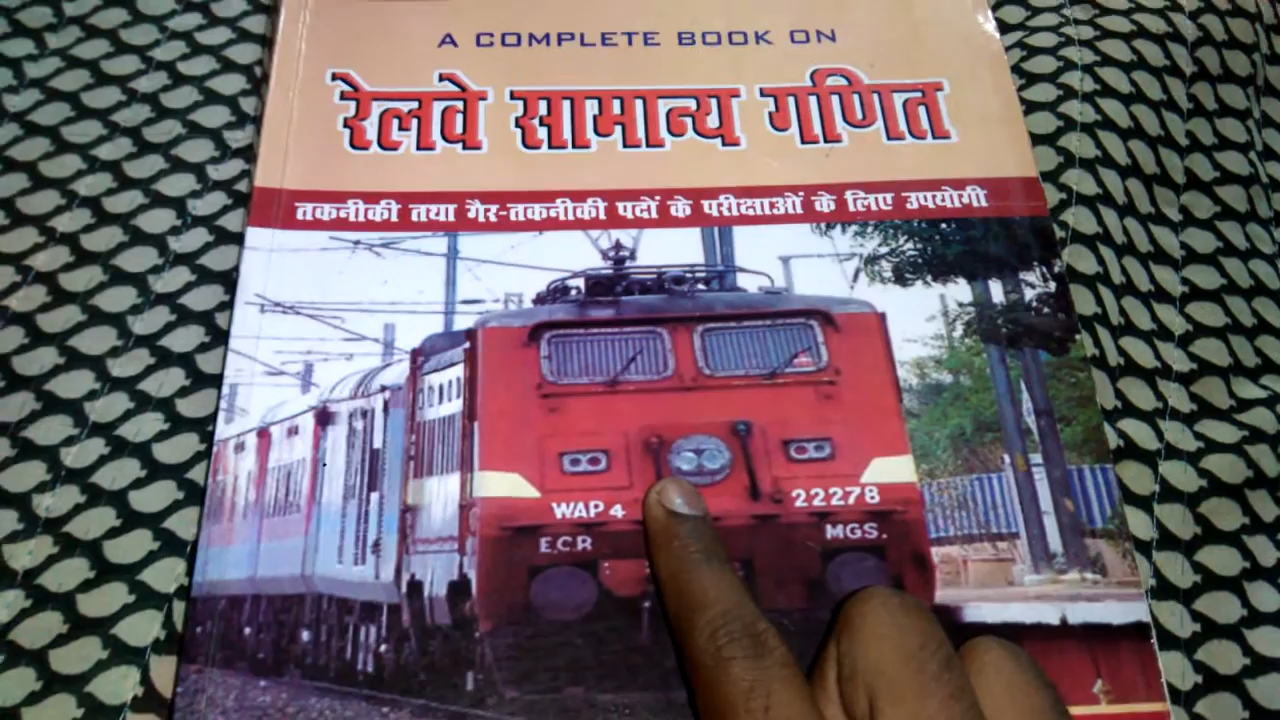 A COMPLETE BOOK ON
रेलवे सामान्य गणित
तकनीकी तथा गैर-तकनीकी पदों के परीक्षाओं के लिए उपयोगी
WAP 4
22278
E.C.R
MGS.